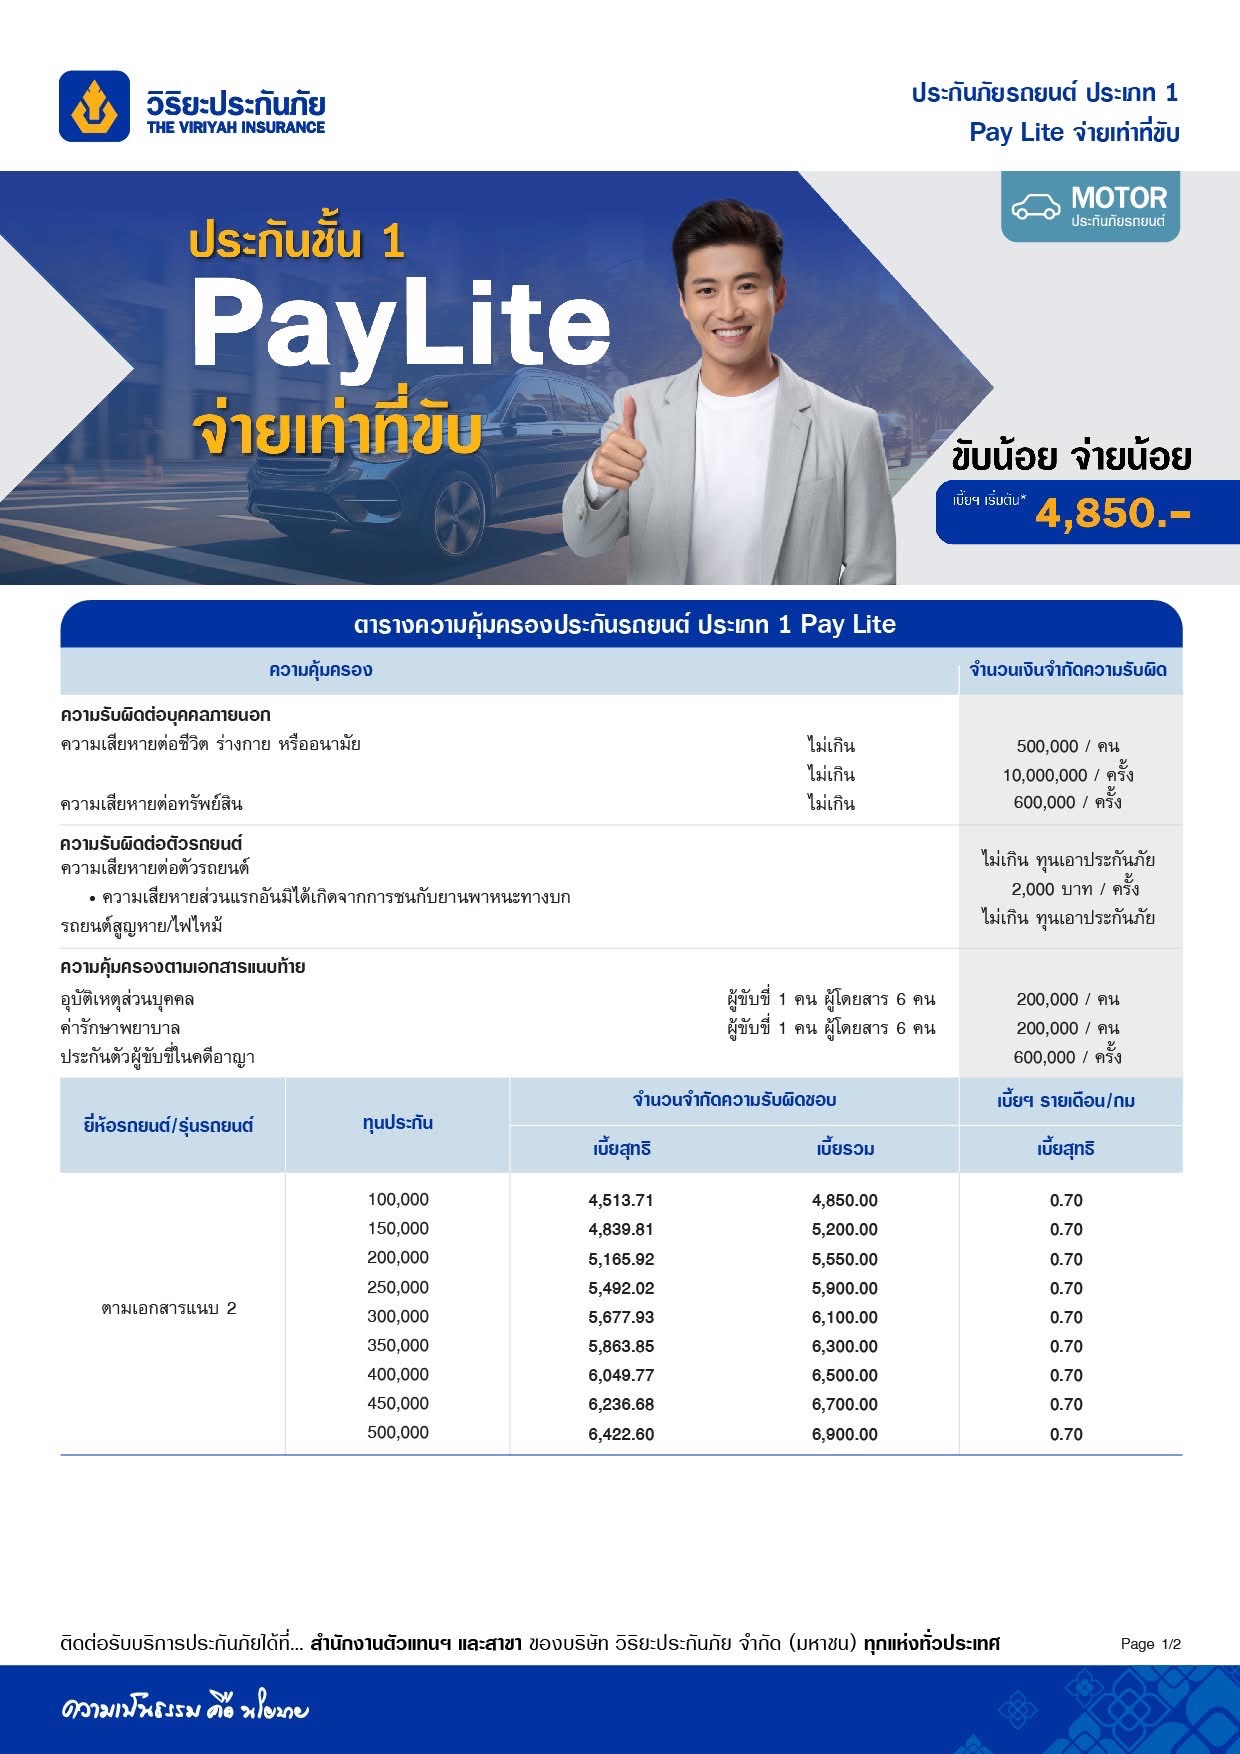 วิริยะประกันภัย
THE VIRIYAH INSURANCE
ประกันภัยรถยนต์ ประเภท 1
Pay Lite จ่ายเท่าที่ขับ
MOTOR
ประกันภัยรถยนต์
ประกันชั้น 1
PayLite
จ่ายเท่าที่ขับ
ขับน้อย จ่ายน้อย
เบี้ยฯ เริ่มต้น* 4,850.-
ตารางความคุ้มครองประกันรถยนต์ ประเภท 1 Pay Lite
ความคุ้มครอง จำนวนเงินจำกัดความรับผิด
ความรับผิดต่อบุคคลภายนอก
ความเสียหายต่อชีวิต ร่างกาย หรืออนามัย ไม่เกิน 500,000 / คน
ไม่เกิน 10,000,000 / ครั้ง
ความเสียหายต่อทรัพย์สิน ไม่เกิน 600,000 / ครั้ง
ความรับผิดต่อตัวรถยนต์
ความเสียหายต่อตัวรถยนต์ ไม่เกิน ทุนเอาประกันภัย
• ความเสียหายส่วนแรกอันมิได้เกิดจากการชนกับยานพาหนะทางบก 2,000 บาท / ครั้ง
รถยนต์สูญหาย/ไฟไหม้ ไม่เกิน ทุนเอาประกันภัย
ความคุ้มครองตามเอกสารแนบท้าย
อุบัติเหตุส่วนบุคคล ผู้ขับขี่ 1 คน ผู้โดยสาร 6 คน 200,000 / คน
ค่ารักษาพยาบาล ผู้ขับขี่ 1 คน ผู้โดยสาร 6 คน 200,000 / คน
ประกันตัวผู้ขับขี่ในคดีอาญา 600,000 / ครั้ง
ยี่ห้อรถยนต์/รุ่นรถยนต์ ทุนประกัน จำนวนจำกัดความรับผิดชอบ เบี้ยฯ รายเดือน/กม
เบี้ยสุทธิ เบี้ยรวม เบี้ยสุทธิ
100,000 4,513.71 4,850.00 0.70
150,000 4,839.81 5,200.00 0.70
200,000 5,165.92 5,550.00 0.70
250,000 5,492.02 5,900.00 0.70
ตามเอกสารแนบ 2 300,000 5,677.93 6,100.00 0.70
350,000 5,863.85 6,300.00 0.70
400,000 6,049.77 6,500.00 0.70
450,000 6,236.68 6,700.00 0.70
500,000 6,422.60 6,900.00 0.70
ติดต่อรับบริการประกันภัยได้ที่... สำนักงานตัวแทนฯ และสาขา ของบริษัท วิริยะประกันภัย จำกัด (มหาชน) ทุกแห่งทั่วประเทศ Page 1/2
ความเป็นธรรม คือ นโยบาย